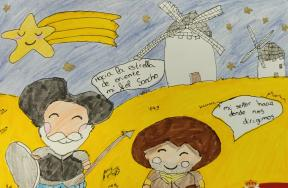 hacia la estrella
de oriente
mi fiel Sancho
mi señor hacia
donde nos
dirigimos